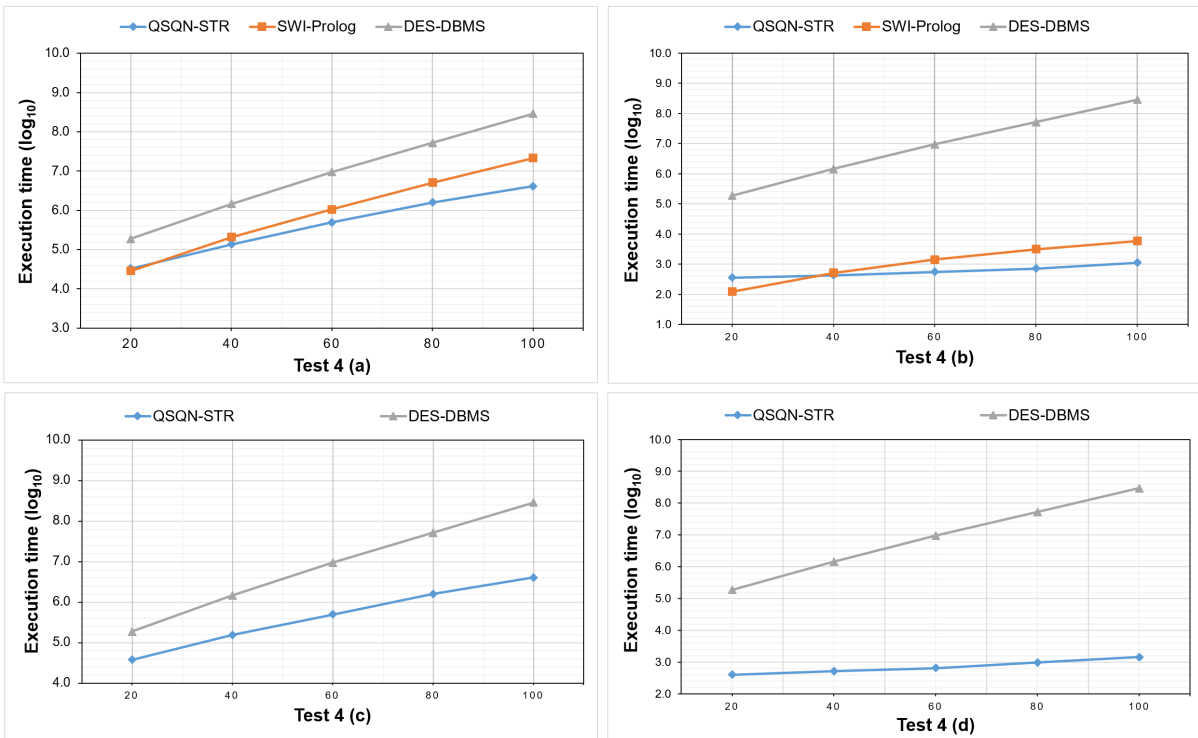 QSQN-STR SWI-Prolog DES-DBMS
Execution time (log10)
10.0
9.0
8.0
7.0
6.0
5.0
4.0
3.0
20 40 60 80 100
Test 4 (a)
QSQN-STR SWI-Prolog DES-DBMS
Execution time (log10)
10.0
9.0
8.0
7.0
6.0
5.0
4.0
3.0
2.0
1.0
20 40 60 80 100
Test 4 (b)
QSQN-STR DES-DBMS
Execution time (log10)
10.0
9.0
8.0
7.0
6.0
5.0
4.0
20 40 60 80 100
Test 4 (c)
QSQN-STR DES-DBMS
Execution time (log10)
10.0
9.0
8.0
7.0
6.0
5.0
4.0
3.0
2.0
20 40 60 80 100
Test 4 (d)